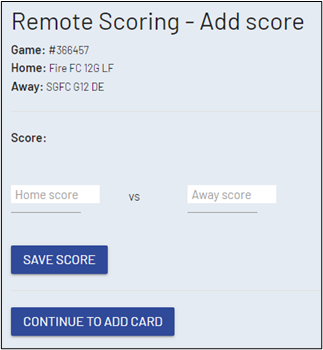 Remote Scoring - Add score
Game: #366457
Home: Fire FC 12G LF
Away: SGFC G12 DE
Score:
Home score vs Away score
SAVE SCORE
CONTINUE TO ADD CARD